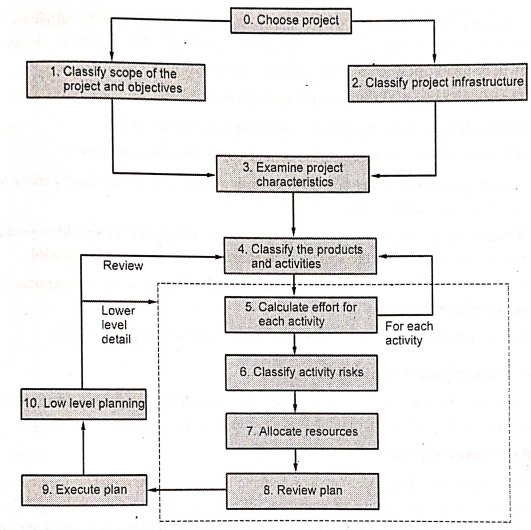 0. Choose project
1. Classify scope of the
project and objectives
2. Classify project infrastructure
3. Examine project
characteristics
4. Classify the products
and activities
Review
Lower
level
detail
5. Calculate effort for
each activity
For each
activity
6. Classify activity risks
10. Low level planning
7. Allocate resources
9. Execute plan
8. Review plan